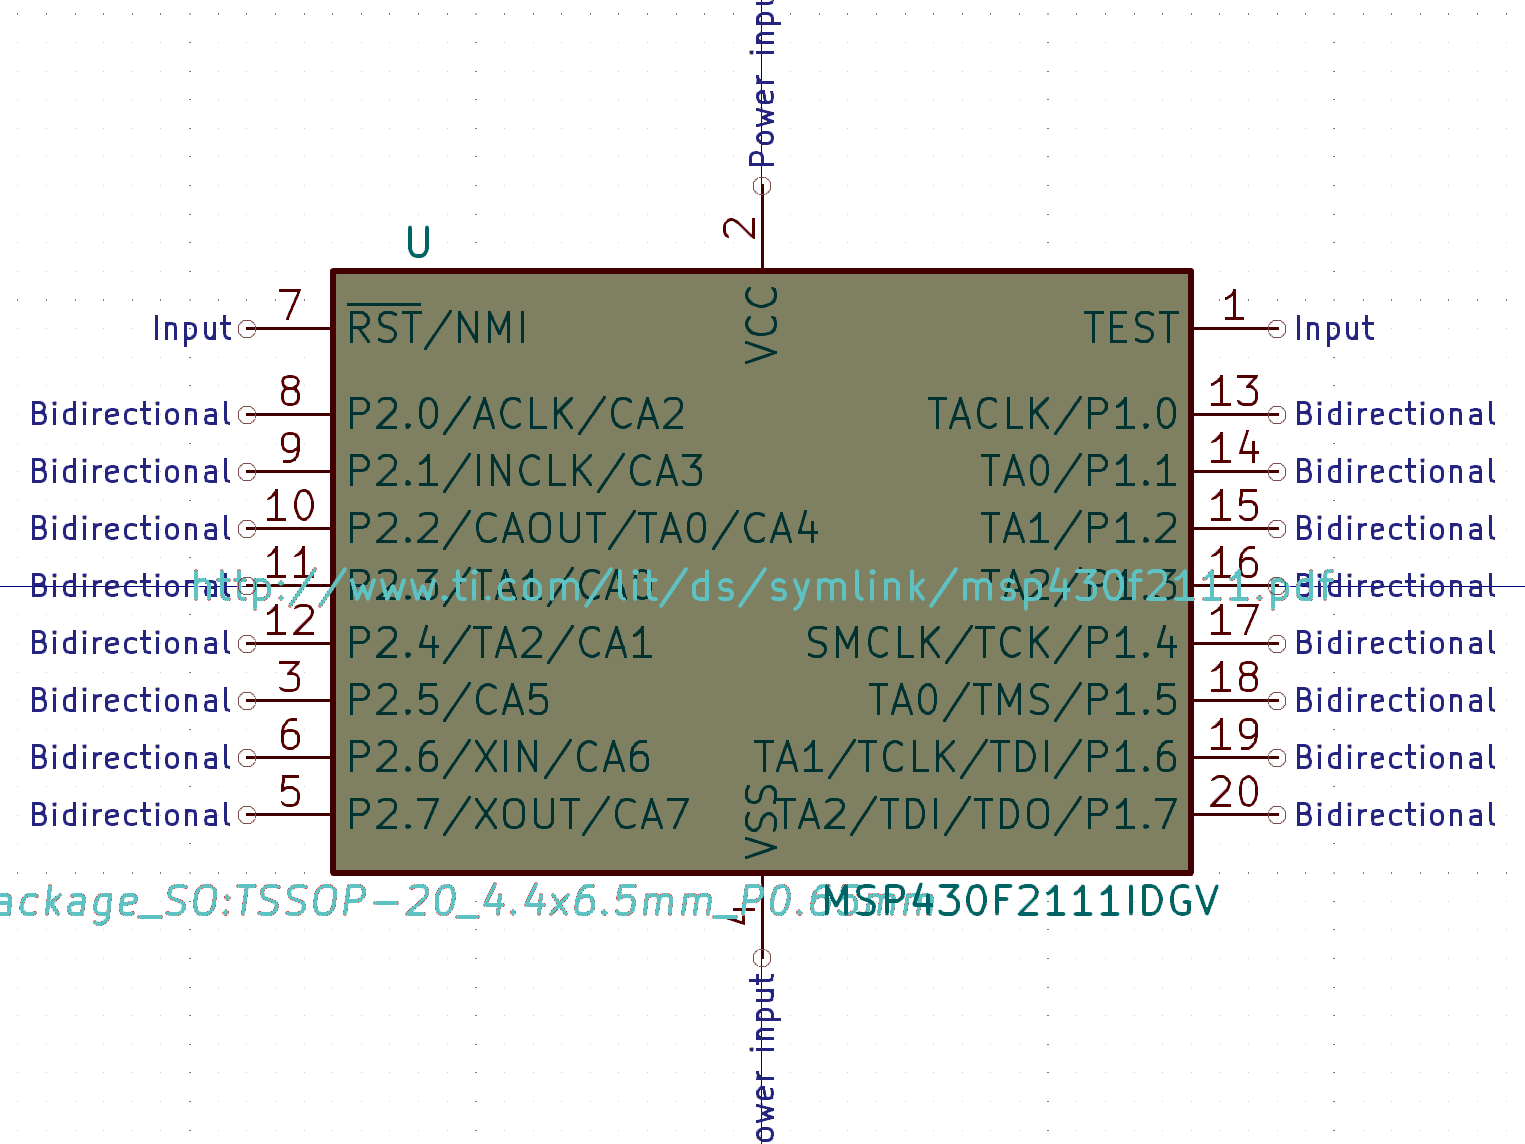 Power input
2
U
VCC
7
RST/NMI
Input
8
P2.0/ACLK/CA2
Bidirectional
9
P2.1/INCLK/CA3
Bidirectional
10
P2.2/CAOUT/TA0/CA4
Bidirectional
11
P2.3/TA1/CA0
Bidirectional
12
P2.4/TA2/CA1
Bidirectional
3
P2.5/CA5
Bidirectional
6
P2.6/XIN/CA6
Bidirectional
5
P2.7/XOUT/CA7
Bidirectional
1
TEST
Input
13
TACLK/P1.0
Bidirectional
14
TA0/P1.1
Bidirectional
15
TA1/P1.2
Bidirectional
16
TA2/P1.3
Bidirectional
17
SMCLK/TCK/P1.4
Bidirectional
18
TA0/TMS/P1.5
Bidirectional
19
TA1/TCLK/TDI/P1.6
Bidirectional
20
TA2/TDI/TDO/P1.7
Bidirectional
http://www.ti.com/lit/ds/symlink/msp430f2111.pdf
VSS
ackage_SO:TSSOP-20_4.4x6.5mm_P0.65mm
MSP430F2111IDGV
4
ower input